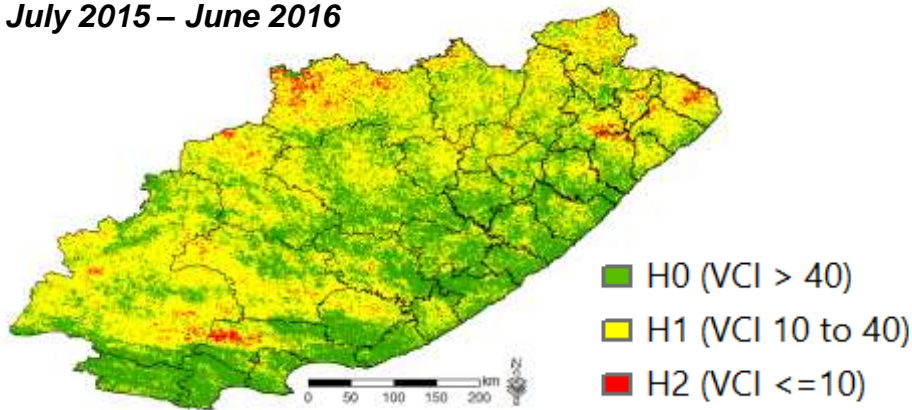 July 2015 – June 2016
H0 (VCI > 40)
H1 (VCI 10 to 40)
H2 (VCI <=10)
N
km
0 50 100 150 200